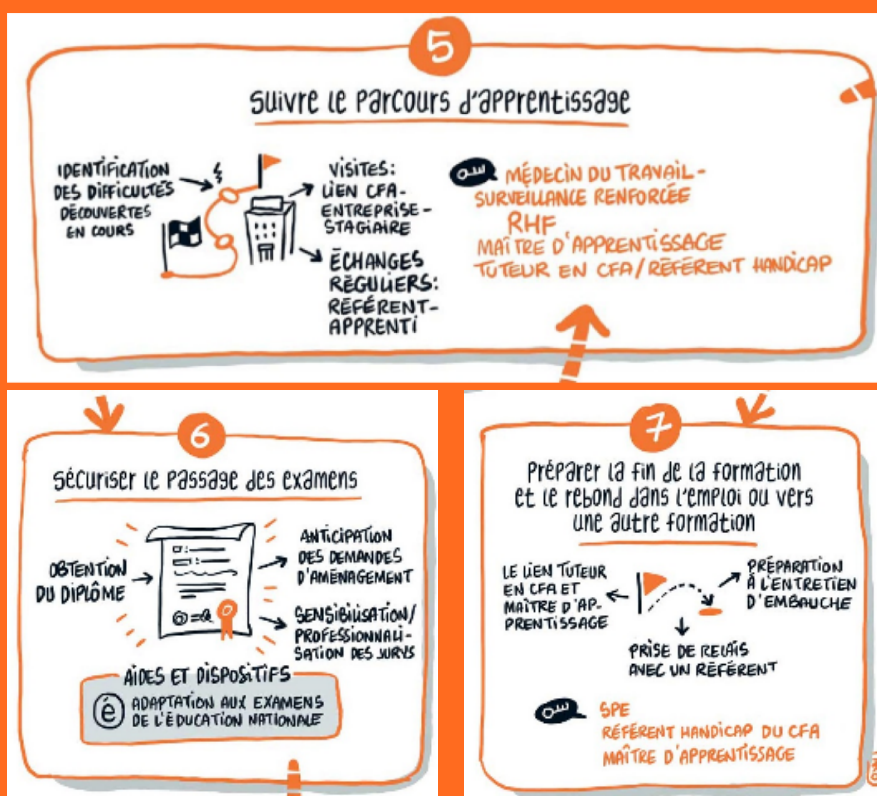 5
Suivre le parcours d'apprentissage
IDENTIFICATION
DES DIFFICULTÉS
DÉCOUVERTES
EN COURS
VISITES:
LIEN CFA-
ENTREPRISE-
STAGIAIRE
ÉCHANGES
RÉGULIERS:
RÉFÉRENT-
APPRENTI
MÉDECIN DU TRAVAIL-
SURVEILLANCE RENFORCÉE
RHF
MAÎTRE D'APPRENTISSAGE
TUTEUR EN CFA/RÉFÉRENT HANDICAP
6
Sécuriser le passage des examens
OBTENTION
DU DIPLÔME
ANTICIPATION
DES DEMANDES
D'AMÉNAGEMENT
SENSIBILISATION/
PROFESSIONNALI-
SATION DES JURYS
AIDES ET DISPOSITIFS
é ADAPTATION AUX EXAMENS
DE L'ÉDUCATION NATIONALE
7
Préparer la fin de la formation
et le rebond dans l'emploi ou vers
une autre formation
LE LIEN TUTEUR
EN CFA ET
MAÎTRE D'AP-
PRENTISSAGE
PRÉPARATION
À L'ENTRETIEN
D'EMBAUCHE
PRISE DE RELAIS
AVEC UN RÉFÉRENT
SPE
RÉFÉRENT HANDICAP DU CFA
MAÎTRE D'APPRENTISSAGE